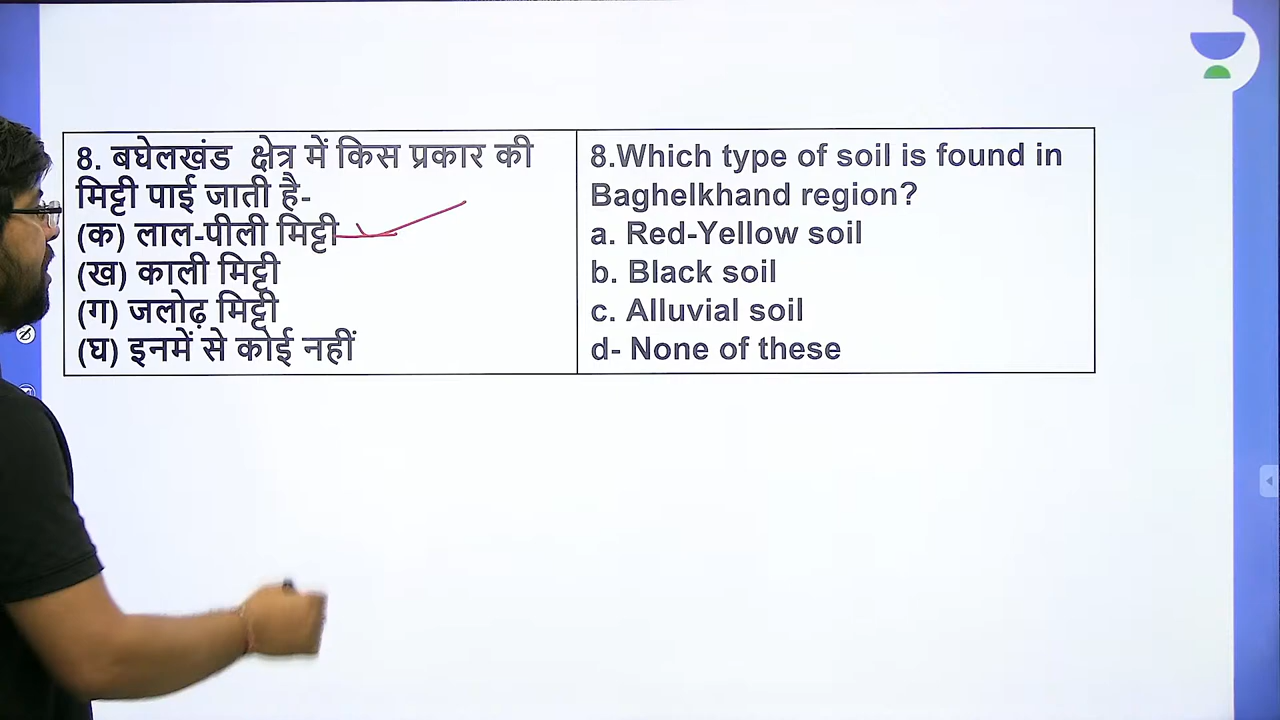 8. बघेलखंड क्षेत्र में किस प्रकार की
मिट्टी पाई जाती है-
(क) लाल-पीली मिट्टी
(ख) काली मिट्टी
(ग) जलोढ़ मिट्टी
(घ) इनमें से कोई नहीं
8.Which type of soil is found in
Baghelkhand region?
a. Red-Yellow soil
b. Black soil
c. Alluvial soil
d- None of these